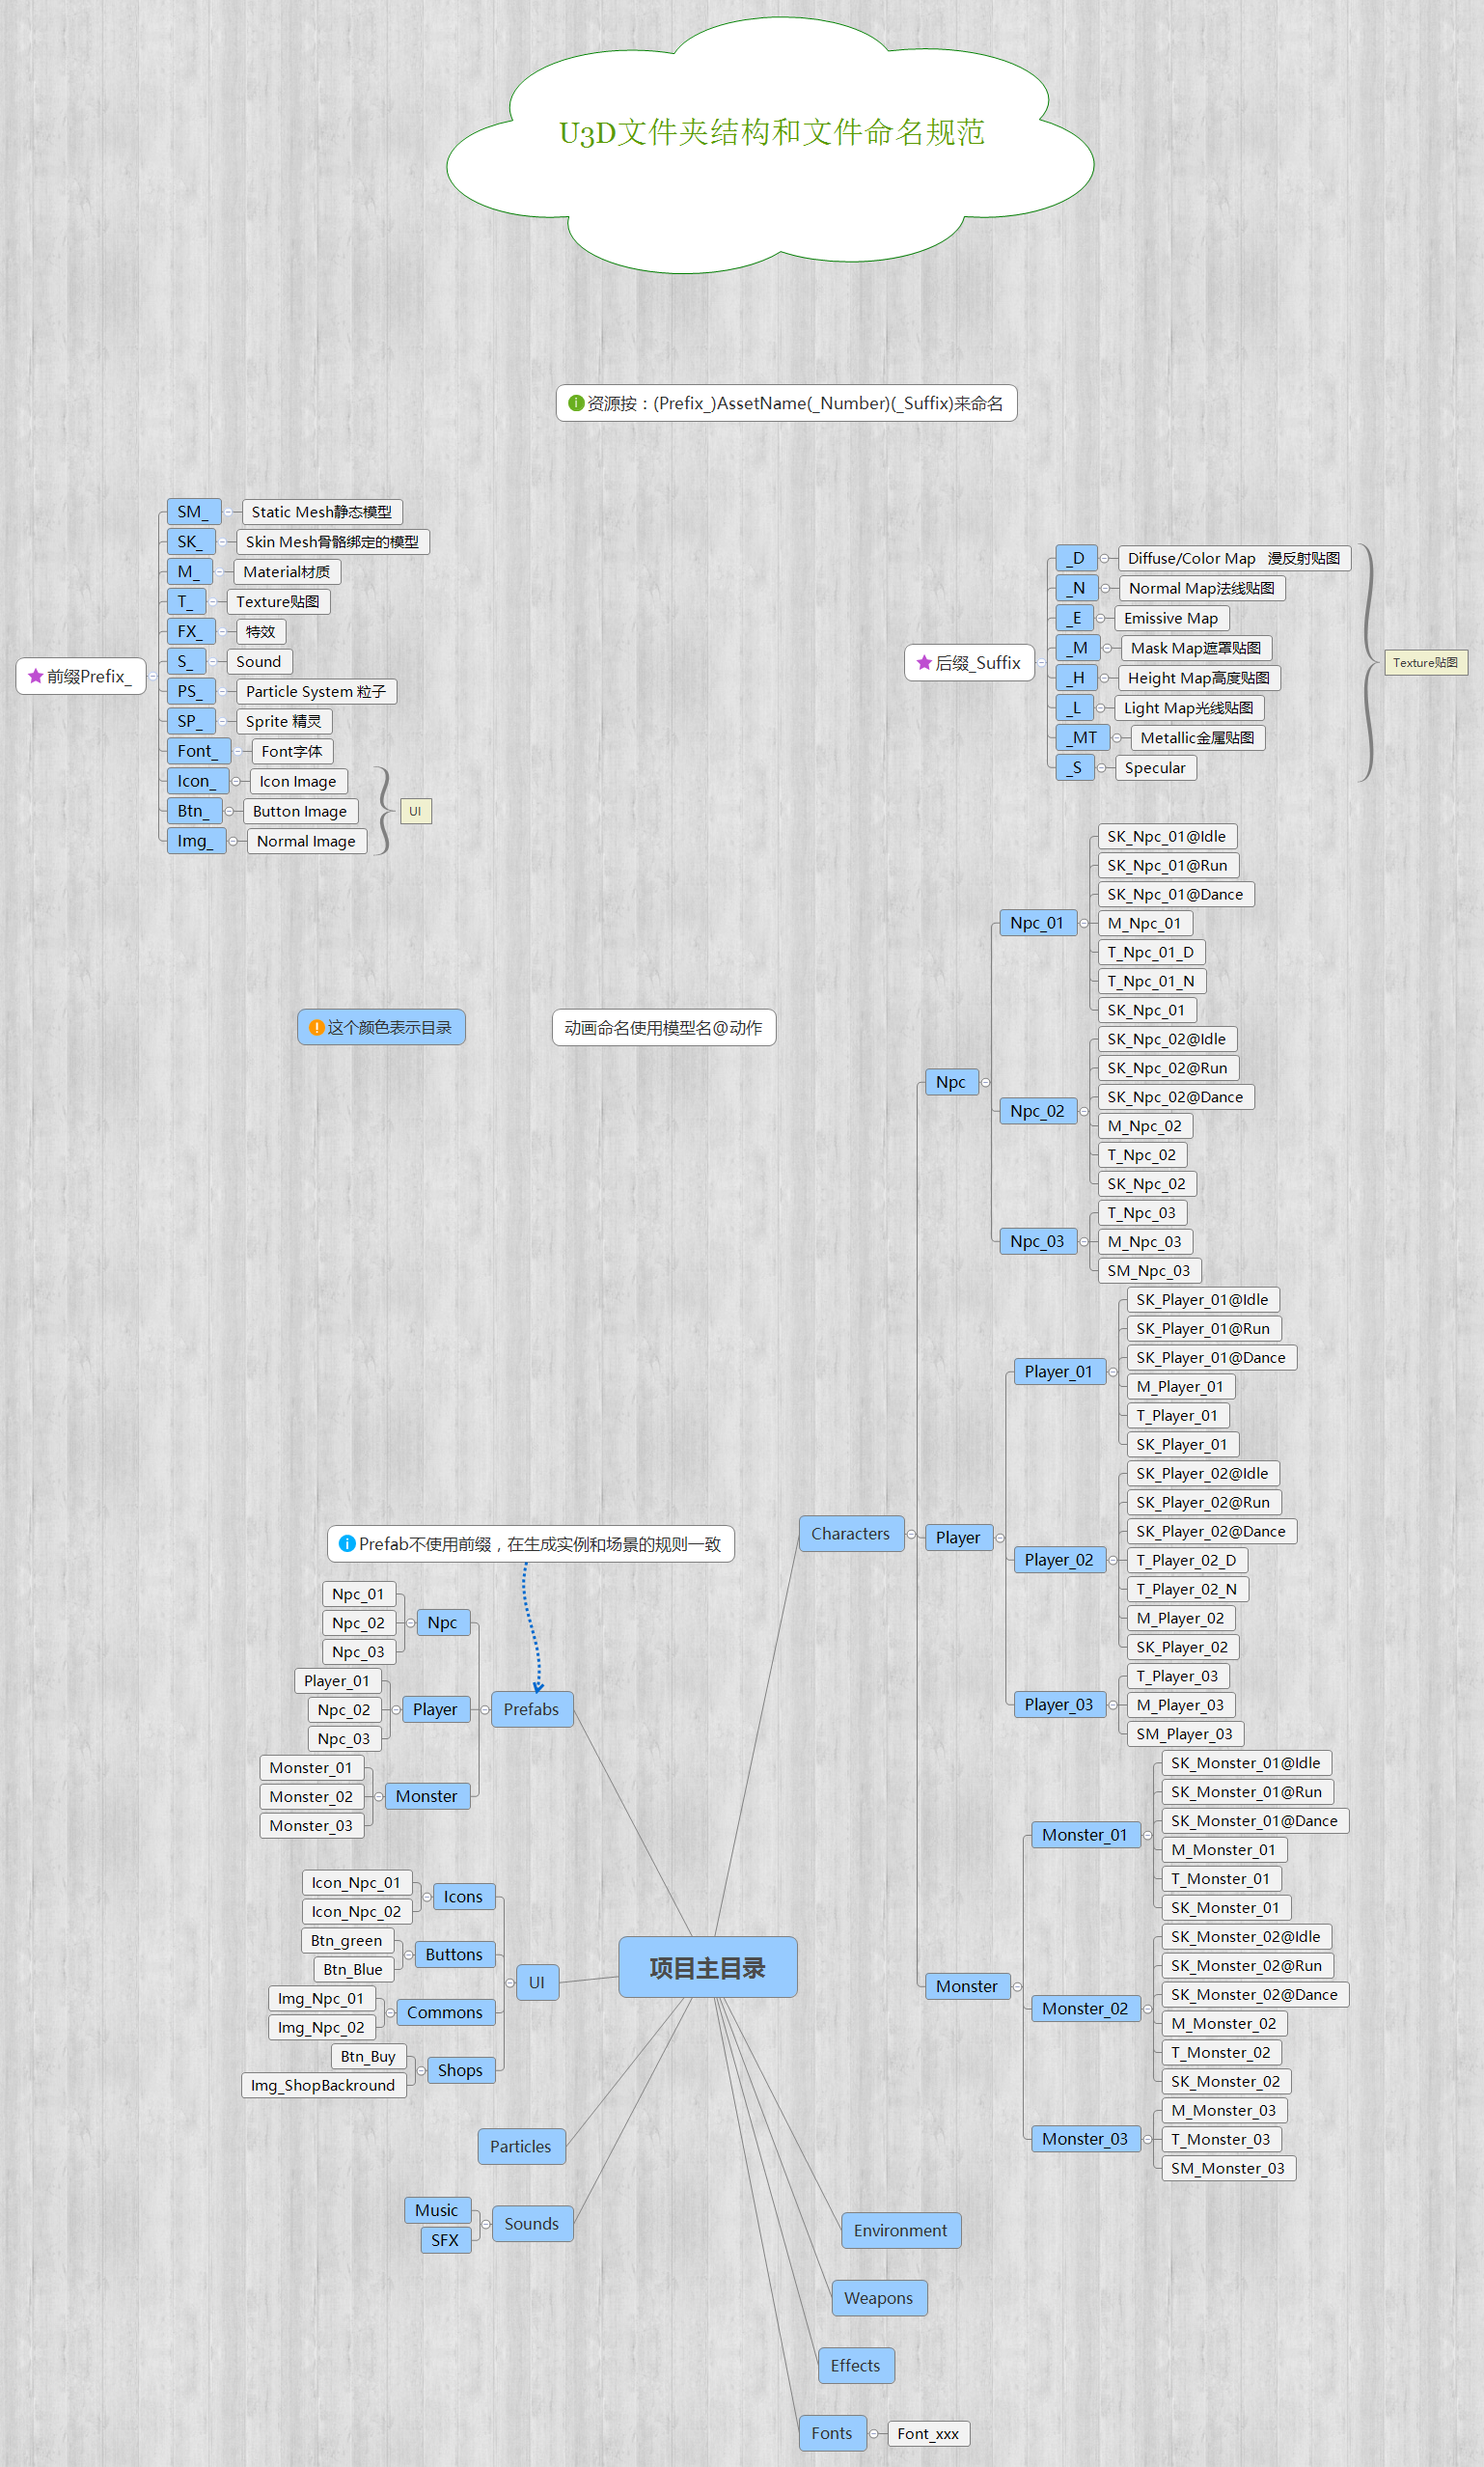 U3D文件夹结构和文件命名规范
资源按：(Prefix_)AssetName(_Number)(_Suffix)来命名
前缀Prefix_
SM_
Static Mesh静态模型
SK_
Skin Mesh骨骼绑定的模型
M_
Material材质
T_
Texture贴图
FX_
特效
S_
Sound
PS_
Particle System 粒子
SP_
Sprite 精灵
Font_
Font字体
Icon_
Icon Image
Btn_
Button Image
Img_
Normal Image
UI
后缀_Suffix
_D
Diffuse/Color Map 漫反射贴图
_N
Normal Map法线贴图
_E
Emissive Map
_M
Mask Map遮罩贴图
_H
Height Map高度贴图
_L
Light Map光线贴图
_MT
Metallic金属贴图
_S
Specular
Texture贴图
这个颜色表示目录
动画命名使用模型名@动作
项目主目录
Characters
Npc
Npc_01
SK_Npc_01@Idle
SK_Npc_01@Run
SK_Npc_01@Dance
M_Npc_01
T_Npc_01_D
T_Npc_01_N
SK_Npc_01
Npc_02
SK_Npc_02@Idle
SK_Npc_02@Run
SK_Npc_02@Dance
M_Npc_02
T_Npc_02
SK_Npc_02
Npc_03
T_Npc_03
M_Npc_03
SM_Npc_03
Player
Player_01
SK_Player_01@Idle
SK_Player_01@Run
SK_Player_01@Dance
M_Player_01
T_Player_01
SK_Player_01
Player_02
SK_Player_02@Idle
SK_Player_02@Run
SK_Player_02@Dance
T_Player_02_D
T_Player_02_N
M_Player_02
SK_Player_02
Player_03
T_Player_03
M_Player_03
SM_Player_03
Monster
Monster_01
SK_Monster_01@Idle
SK_Monster_01@Run
SK_Monster_01@Dance
M_Monster_01
T_Monster_01
SK_Monster_01
Monster_02
SK_Monster_02@Idle
SK_Monster_02@Run
SK_Monster_02@Dance
M_Monster_02
T_Monster_02
SK_Monster_02
Monster_03
M_Monster_03
T_Monster_03
SM_Monster_03
Environment
Weapons
Effects
Fonts
Font_xxx
Prefab不使用前缀，在生成实例和场景的规则一致
Prefabs
Npc
Npc_01
Npc_02
Npc_03
Player
Player_01
Npc_02
Npc_03
Monster
Monster_01
Monster_02
Monster_03
UI
Icons
Icon_Npc_01
Icon_Npc_02
Buttons
Btn_green
Btn_Blue
Commons
Img_Npc_01
Img_Npc_02
Shops
Btn_Buy
Img_ShopBackround
Particles
Sounds
Music
SFX